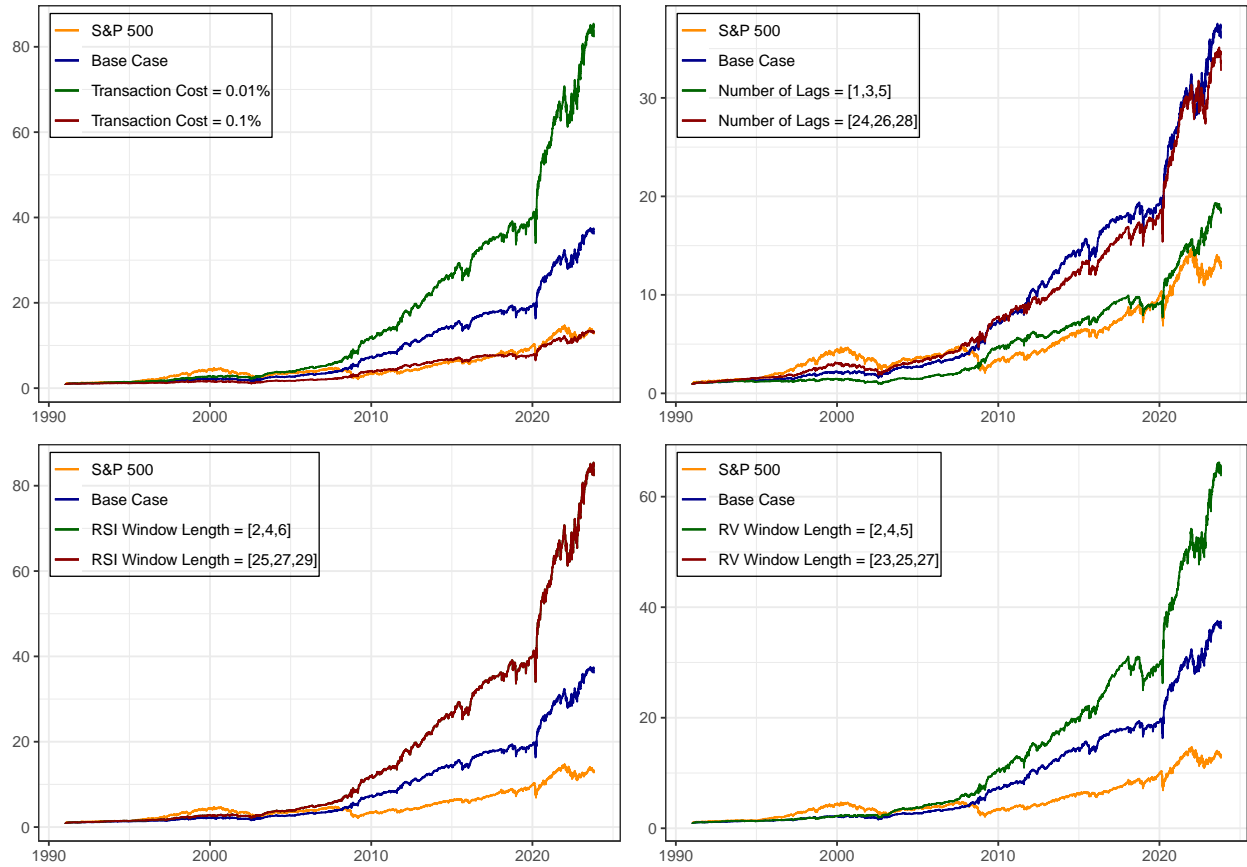 S&P 500
Base Case
Transaction Cost = 0.01%
Transaction Cost = 0.1%
80
60
40
20
0
1990
2000
2010
2020
S&P 500
Base Case
Number of Lags = [1,3,5]
Number of Lags = [24,26,28]
30
20
10
0
1990
2000
2010
2020
S&P 500
Base Case
RSI Window Length = [2,4,6]
RSI Window Length = [25,27,29]
80
60
40
20
0
1990
2000
2010
2020
S&P 500
Base Case
RV Window Length = [2,4,5]
RV Window Length = [23,25,27]
60
40
20
0
1990
2000
2010
2020